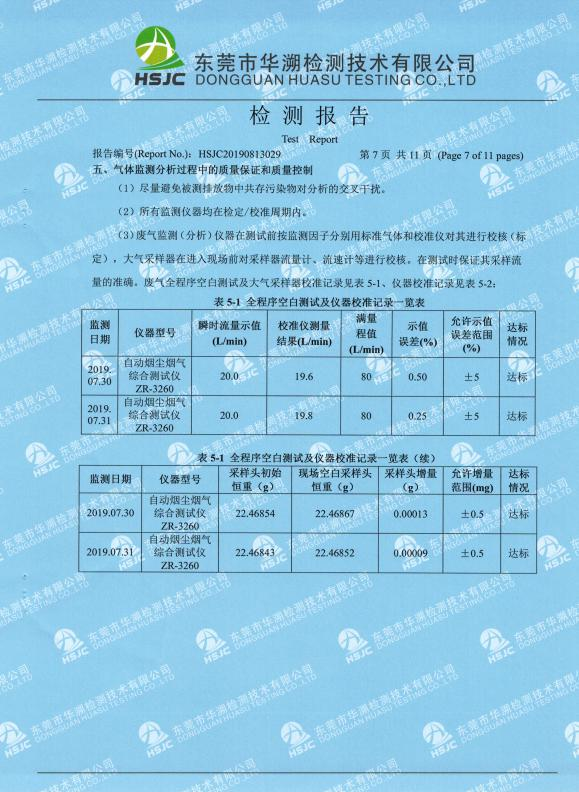 HSJC
东莞市华溯检测技术有限公司
DONGGUAN HUASU TESTING CO.,LTD
检测报告
Test Report
报告编号(Report No.)：HSJC20190813029 第 7 页 共 11 页 (Page 7 of 11 pages)
五、气体监测分析过程中的质量保证和质量控制
（1）尽量避免被测排放物中共存污染物对分析的交叉干扰。
（2）所有监测仪器均在检定/校准周期内。
（3）废气监测（分析）仪器在测试前按监测因子分别用标准气体和校准仪对其进行校核（标
定），大气采样器在进入现场前对采样器流量计、流速计等进行校核。在测试时保证其采样流
量的准确。废气全程序空白测试及大气采样器校准记录见表 5-1、仪器校准记录见表 5-2：
表 5-1 全程序空白测试及仪器校准记录一览表
监测日期 仪器型号 瞬时流量示值(L/min) 校准仪测量结果(L/min) 满量程值(L/min) 示值误差(%) 允许示值误差范围(%) 达标情况
2019.07.30 自动烟尘烟气综合测试仪ZR-3260 20.0 19.6 80 0.50 ±5 达标
2019.07.31 自动烟尘烟气综合测试仪ZR-3260 20.0 19.8 80 0.25 ±5 达标
表 5-1 全程序空白测试及仪器校准记录一览表（续）
监测日期 仪器型号 采样头初始恒重（g） 现场空白采样头恒重（g） 采样头增量（g） 允许增量范围(mg) 达标情况
2019.07.30 自动烟尘烟气综合测试仪ZR-3260 22.46854 22.46867 0.00013 ±0.5 达标
2019.07.31 自动烟尘烟气综合测试仪ZR-3260 22.46843 22.46852 0.00009 ±0.5 达标